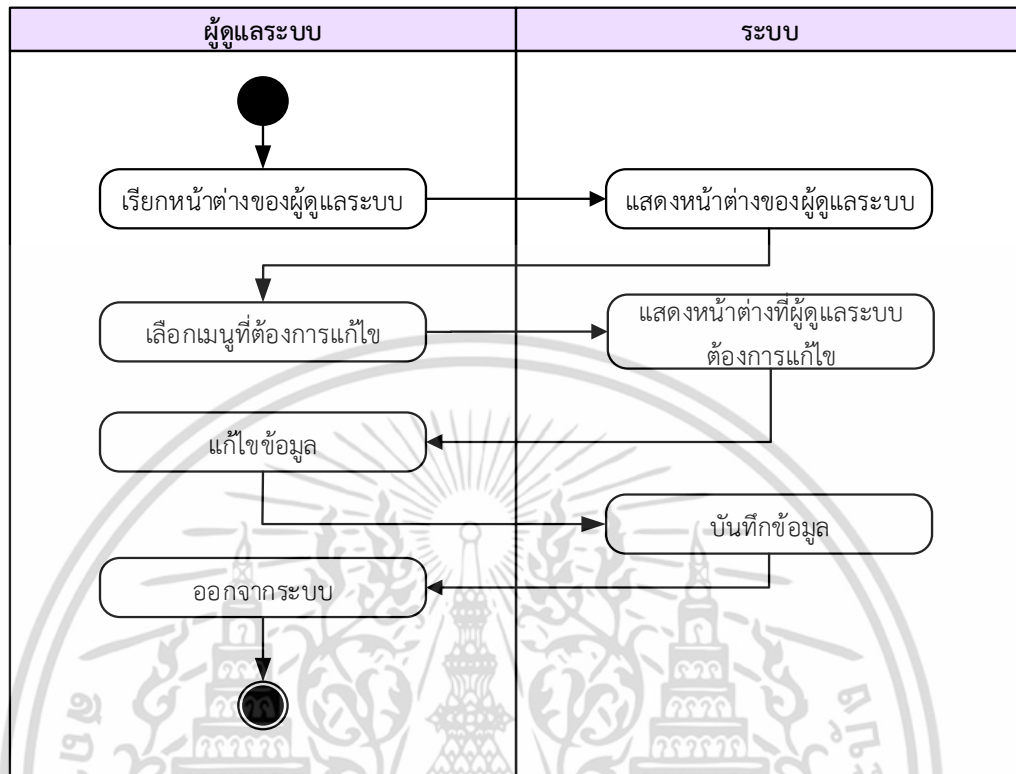 ผู้ดูแลระบบ
ระบบ
เรียกหน้าต่างของผู้ดูแลระบบ
แสดงหน้าต่างของผู้ดูแลระบบ
เลือกเมนูที่ต้องการแก้ไข
แสดงหน้าต่างที่ผู้ดูแลระบบ
ต้องการแก้ไข
แก้ไขข้อมูล
บันทึกข้อมูล
ออกจากระบบ